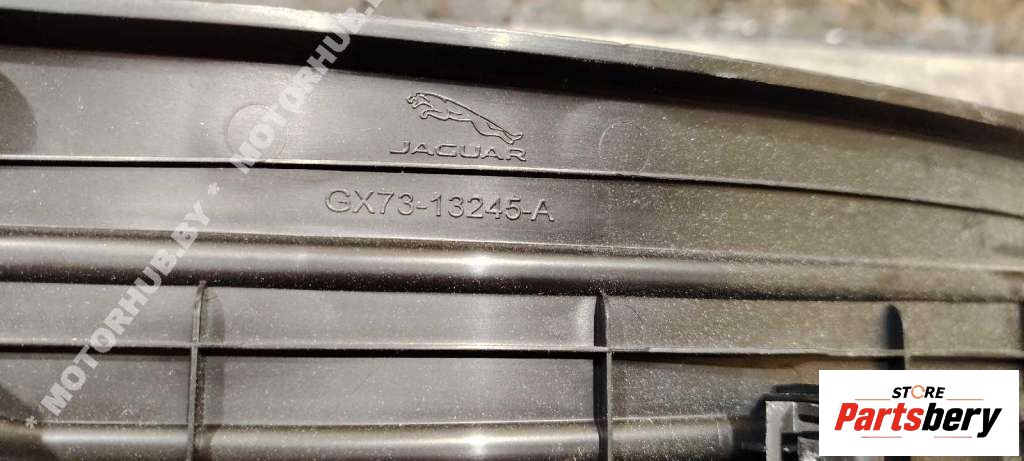 JAGUAR
GX73-13245-A
* MOTORHUB.BY * MOTORHUB.BY
STORE
Partsbery